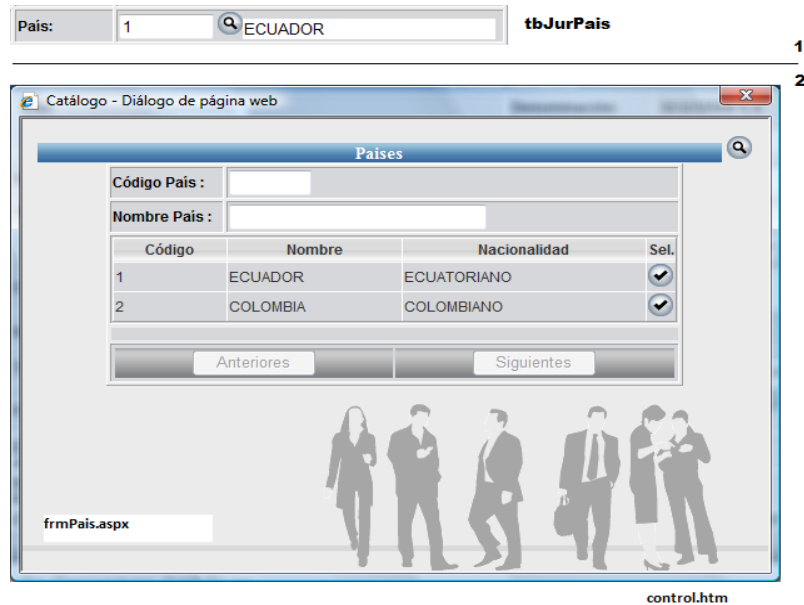 País: 1 ECUADOR tbJurPais
1
2
Catálogo - Diálogo de página web
Paises
Código País :
Nombre País :
Código Nombre Nacionalidad Sel.
1 ECUADOR ECUATORIANO
2 COLOMBIA COLOMBIANO
Anteriores Siguientes
frmPais.aspx
control.htm